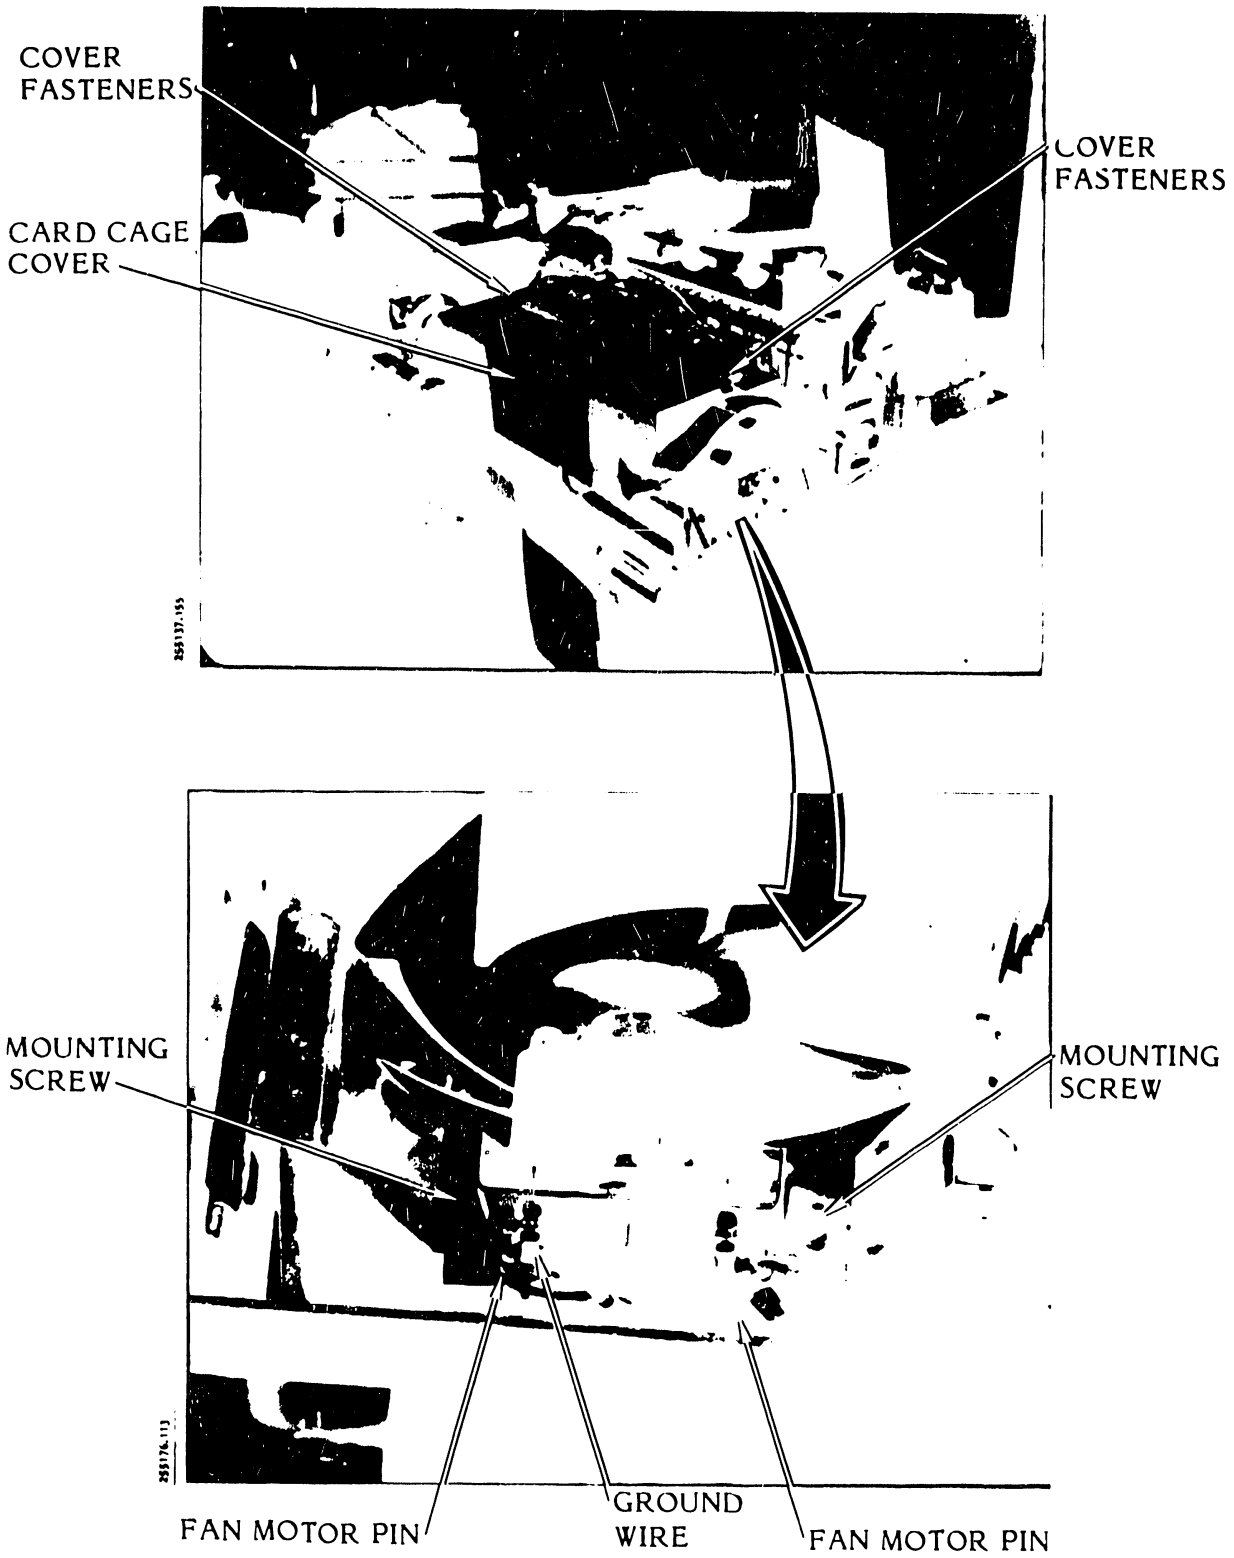 COVER
FASTENERS
COVER
FASTENERS
CARD CAGE
COVER
255137.155
MOUNTING
SCREW
MOUNTING
SCREW
255176.113
GROUND
WIRE
FAN MOTOR PIN
FAN MOTOR PIN